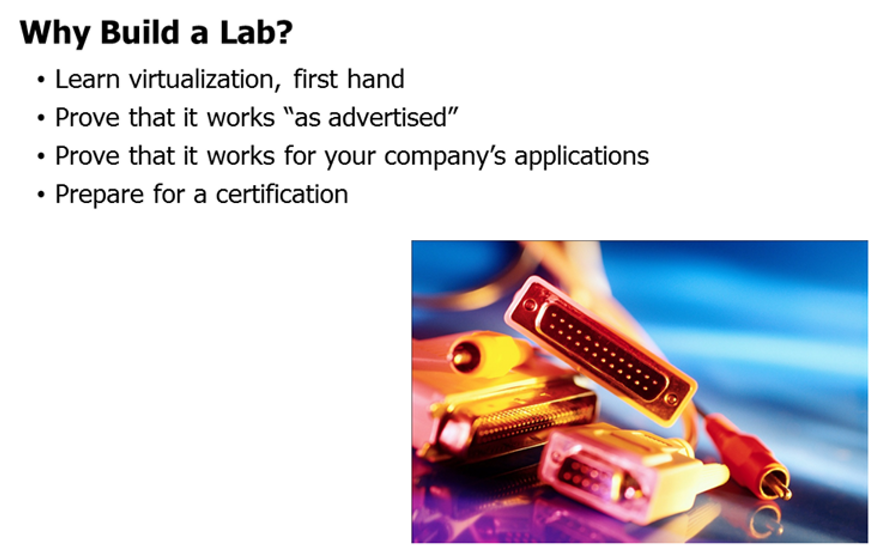 Why Build a Lab?
• Learn virtualization, first hand
• Prove that it works “as advertised”
• Prove that it works for your company’s applications
• Prepare for a certification